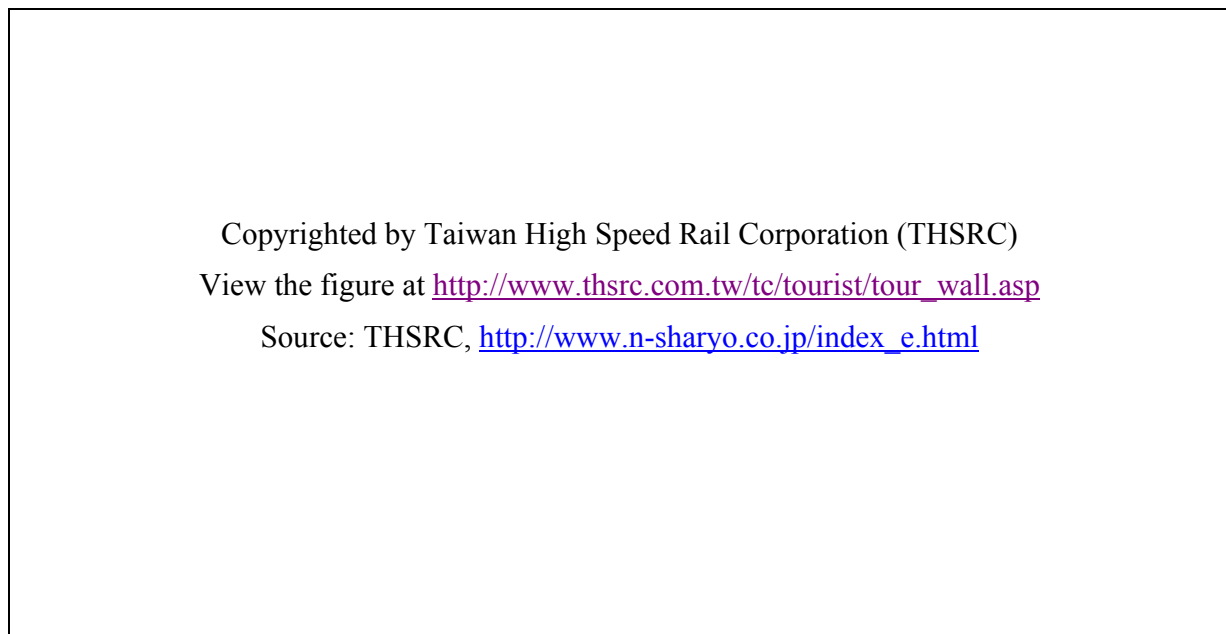 Copyrighted by Taiwan High Speed Rail Corporation (THSRC)
View the figure at http://www.thsrc.com.tw/tc/tourist/tour_wall.asp
Source: THSRC, http://www.n-sharyo.co.jp/index_e.html